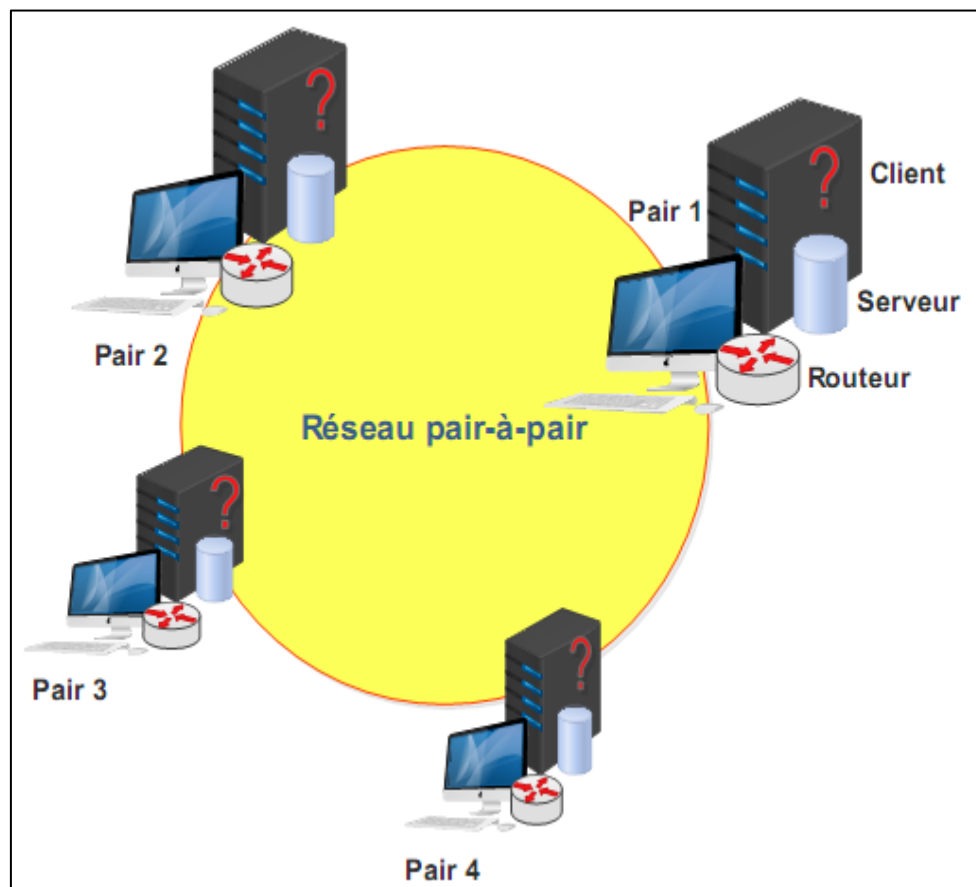 ?
?
Client
Pair 1
Serveur
Pair 2
Routeur
Réseau pair-à-pair
?
Pair 3
?
Pair 4